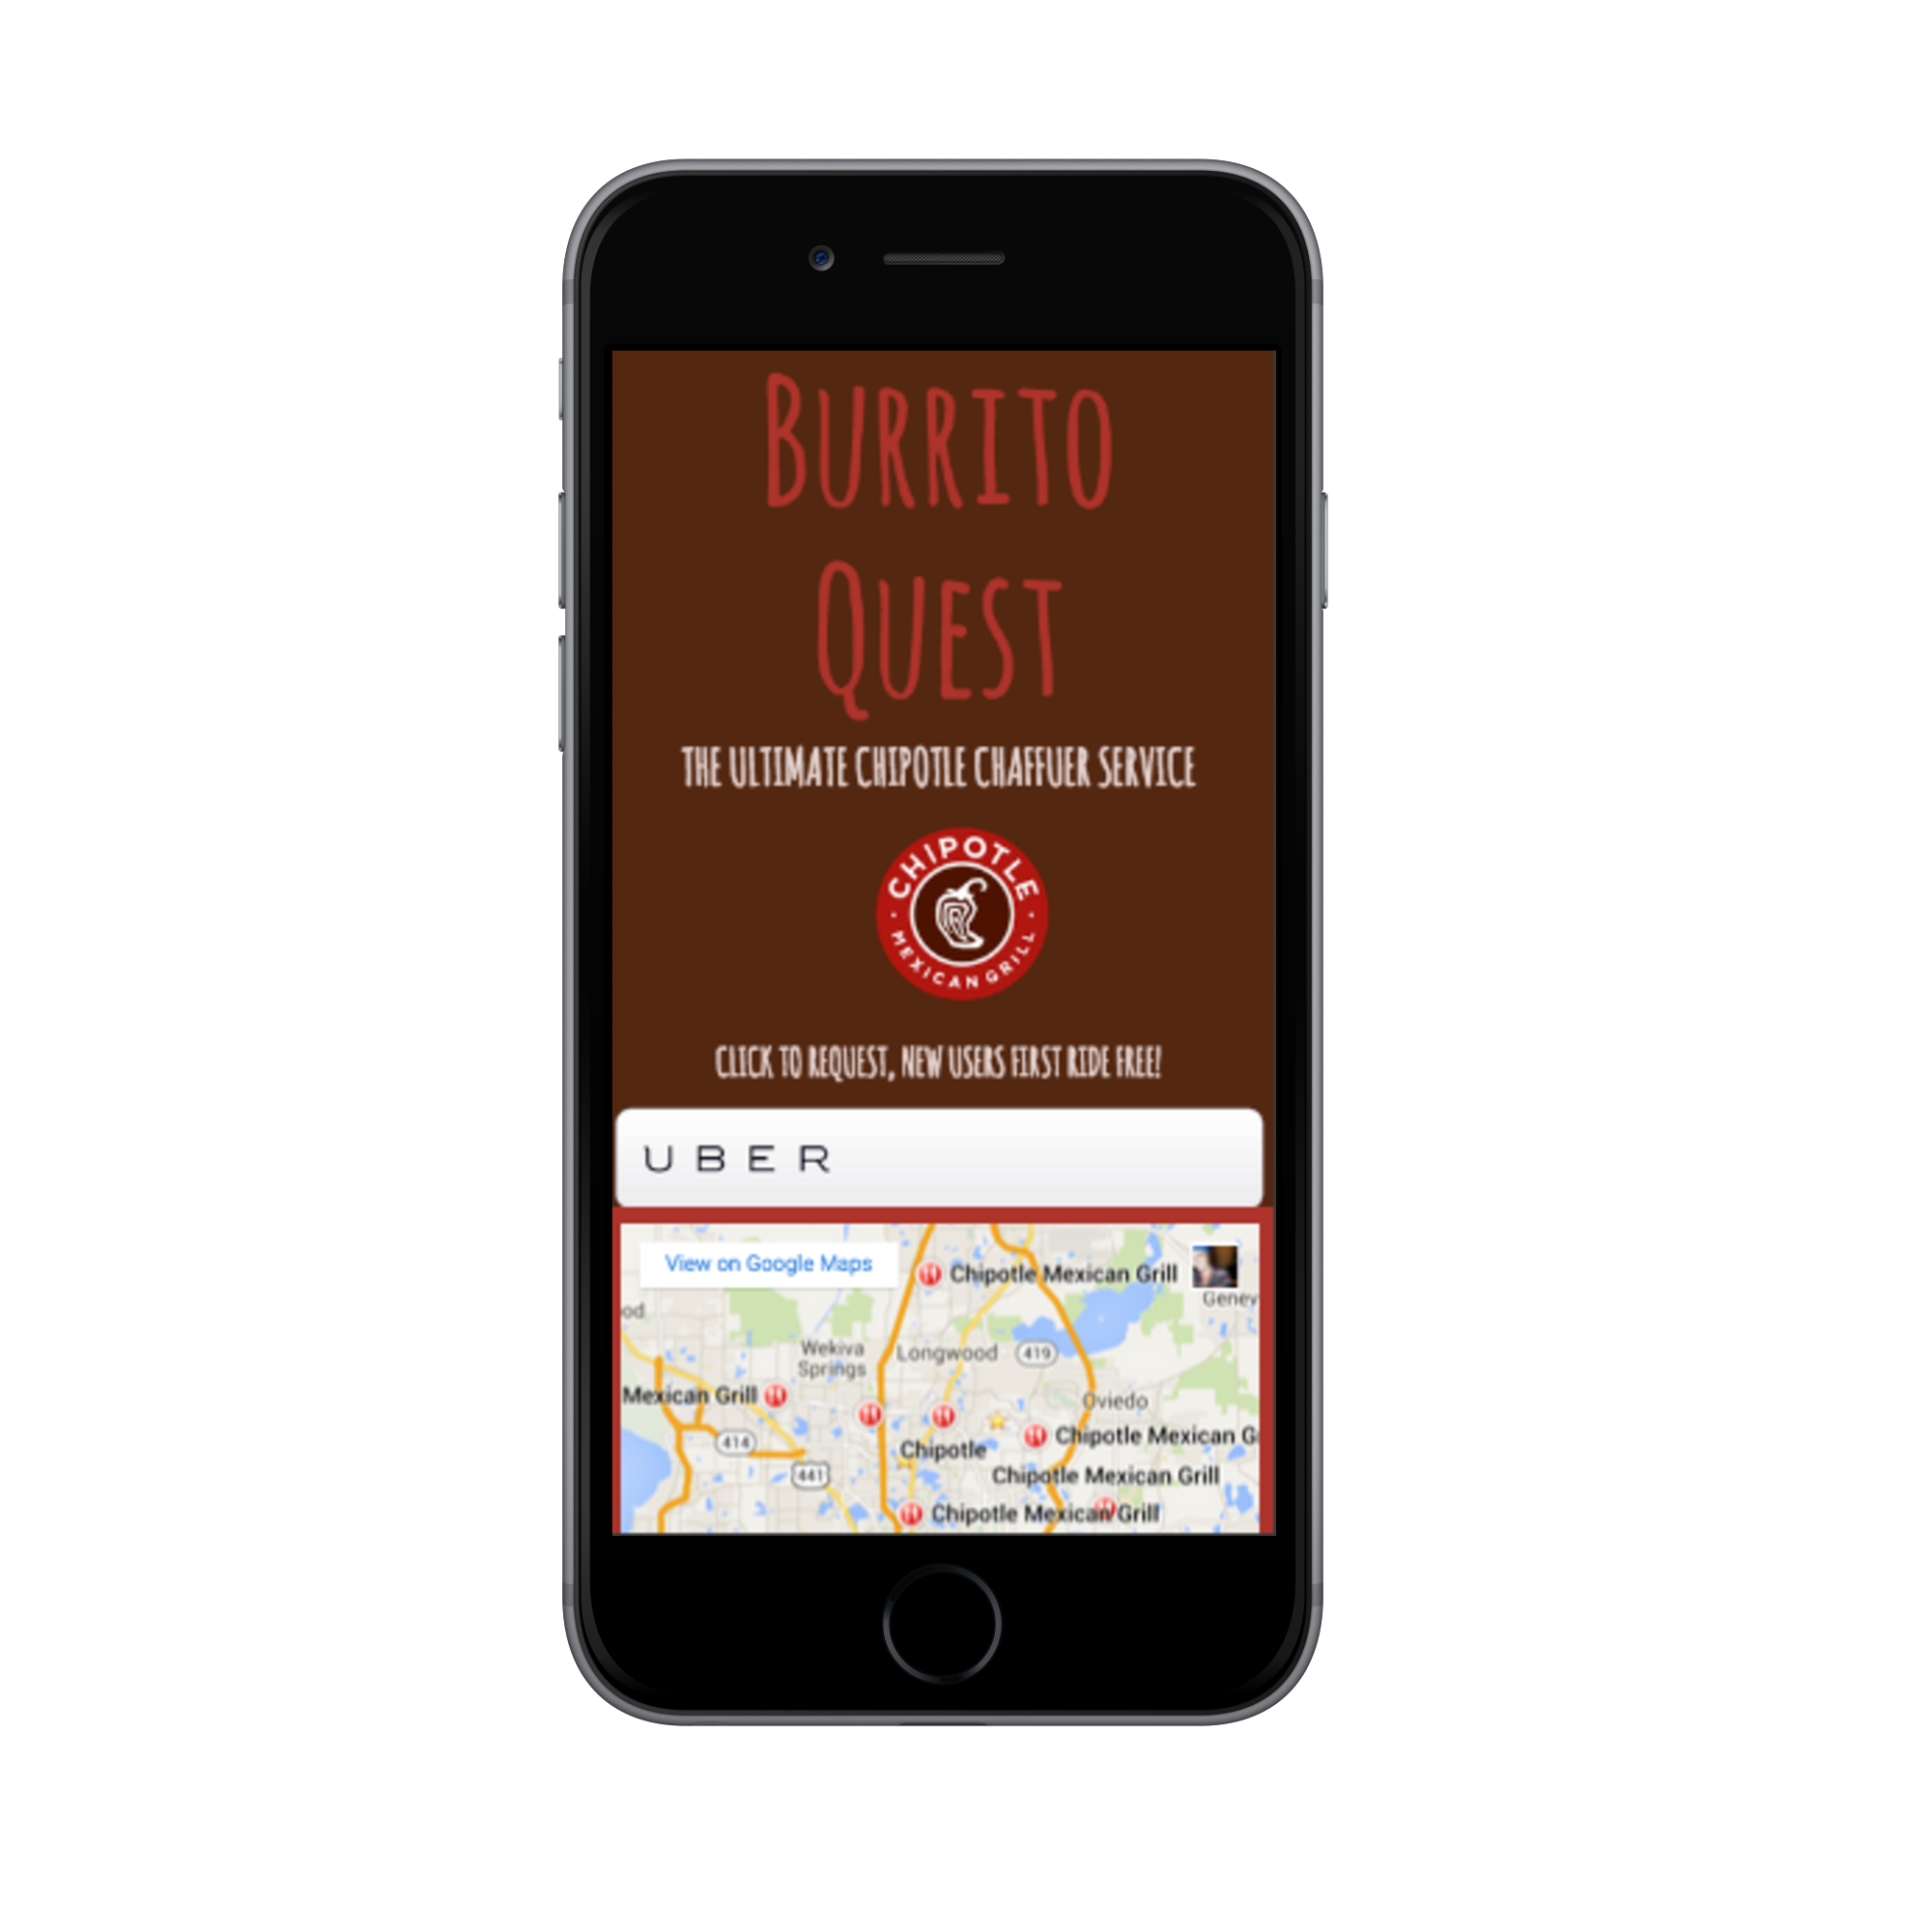 BURRITO
QUEST
THE ULTIMATE CHIPOTLE CHAFFUER SERVICE
CHIPOTLE
MEXICAN GRILL
CLICK TO REQUEST, NEW USERS FIRST RIDE FREE!
UBER
View on Google Maps
Chipotle Mexican Grill
Genev
od
Wekiva
Springs
Longwood
419
Mexican Grill
Oviedo
Chipotle Mexican G
414
Chipotle
441
Chipotle Mexican Grill
Chipotle Mexican Grill